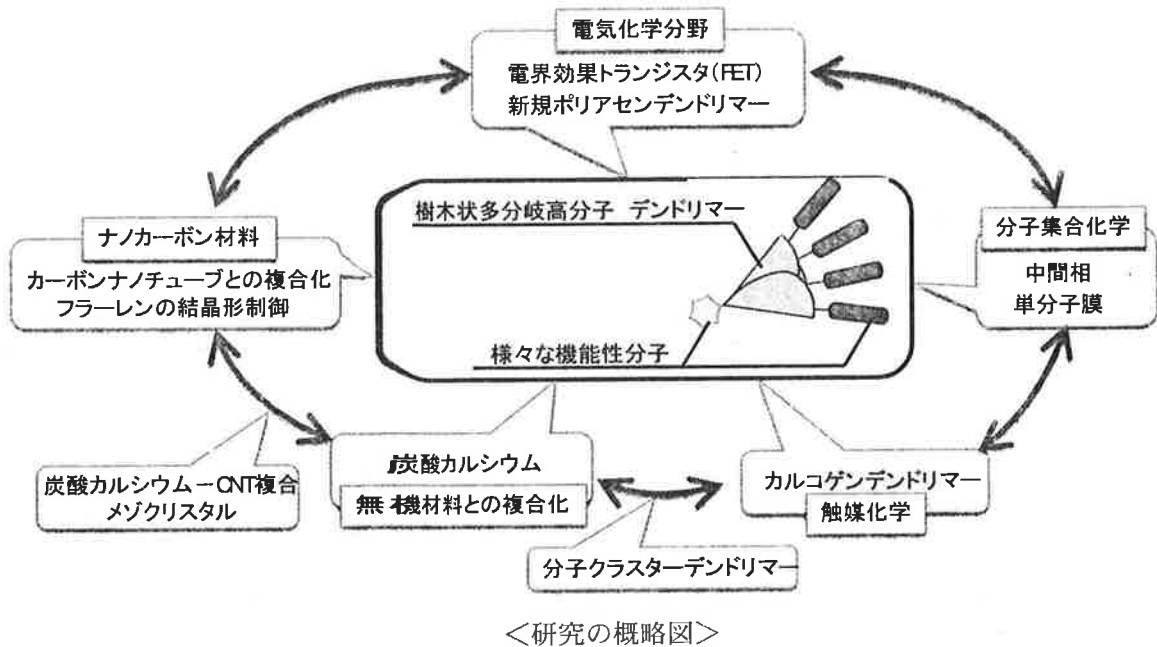 電気化学分野
電界効果トランジスタ(FET)
新規ポリアセンデンドリマー
樹木状多分岐高分子 デンドリマー
様々な機能性分子
ナノカーボン材料
カーボンナノチューブとの複合化
フラーレンの結晶形制御
分子集合化学
中間相
単分子膜
炭酸カルシウム－CNT複合
メゾクリスタル
炭酸カルシウム
無機材料との複合化
カルコゲンデンドリマー
触媒化学
分子クラスターデンドリマー
＜研究の概略図＞